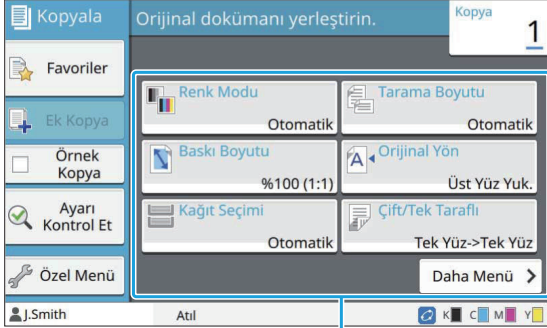 Kopyala
Orijinal dokümanı yerleştirin.
Kopya
1
Favoriler
Ek Kopya
Örnek
Kopya
Ayarı
Kontrol Et
Özel Menü
Renk Modu
Otomatik
Tarama Boyutu
Otomatik
Baskı Boyutu
%100 (1:1)
Orijinal Yön
Üst Yüz Yuk.
Kağıt Seçimi
Otomatik
Çift/Tek Taraflı
Tek Yüz->Tek Yüz
Daha Menü
J.Smith
Atıl
K C M Y